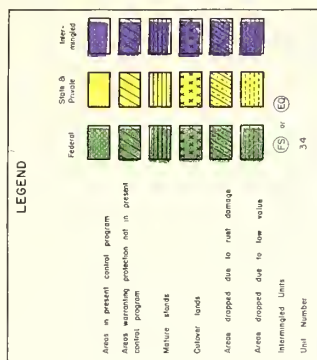 LEGEND
Federal
State & Private
Inter-mingled
Areas in present control program
Areas warranting protection not in present
control program
Mature stands
Cutover lands
Areas dropped due to rust damage
Areas dropped due to low value
Intermingled Units
FS or EQ
Unit Number
34